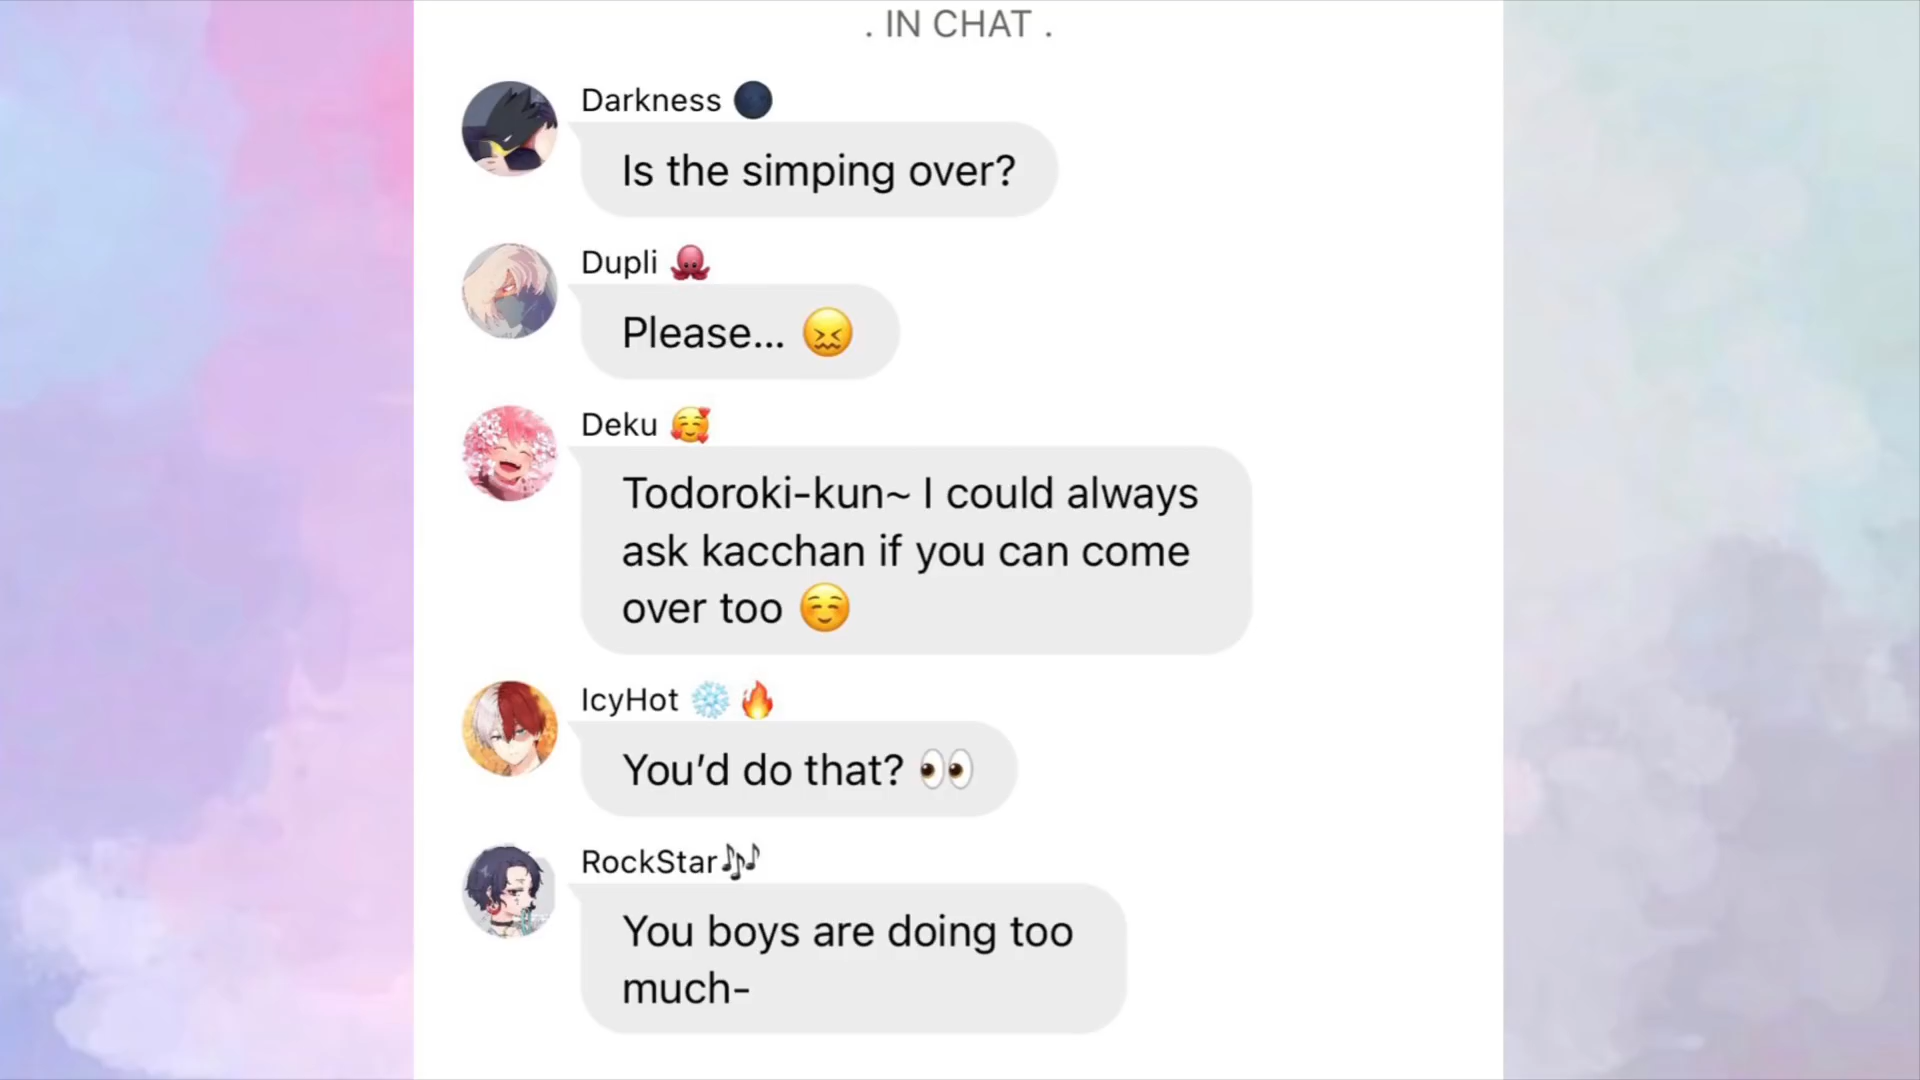 . IN CHAT .
Darkness 🌑
Is the simping over?
Dupli 🐙
Please... 😖
Deku 🥰
Todoroki-kun~ I could always
ask kacchan if you can come
over too ☺️
IcyHot ❄️🔥
You’d do that? 👀
RockStar🎶
You boys are doing too
much-